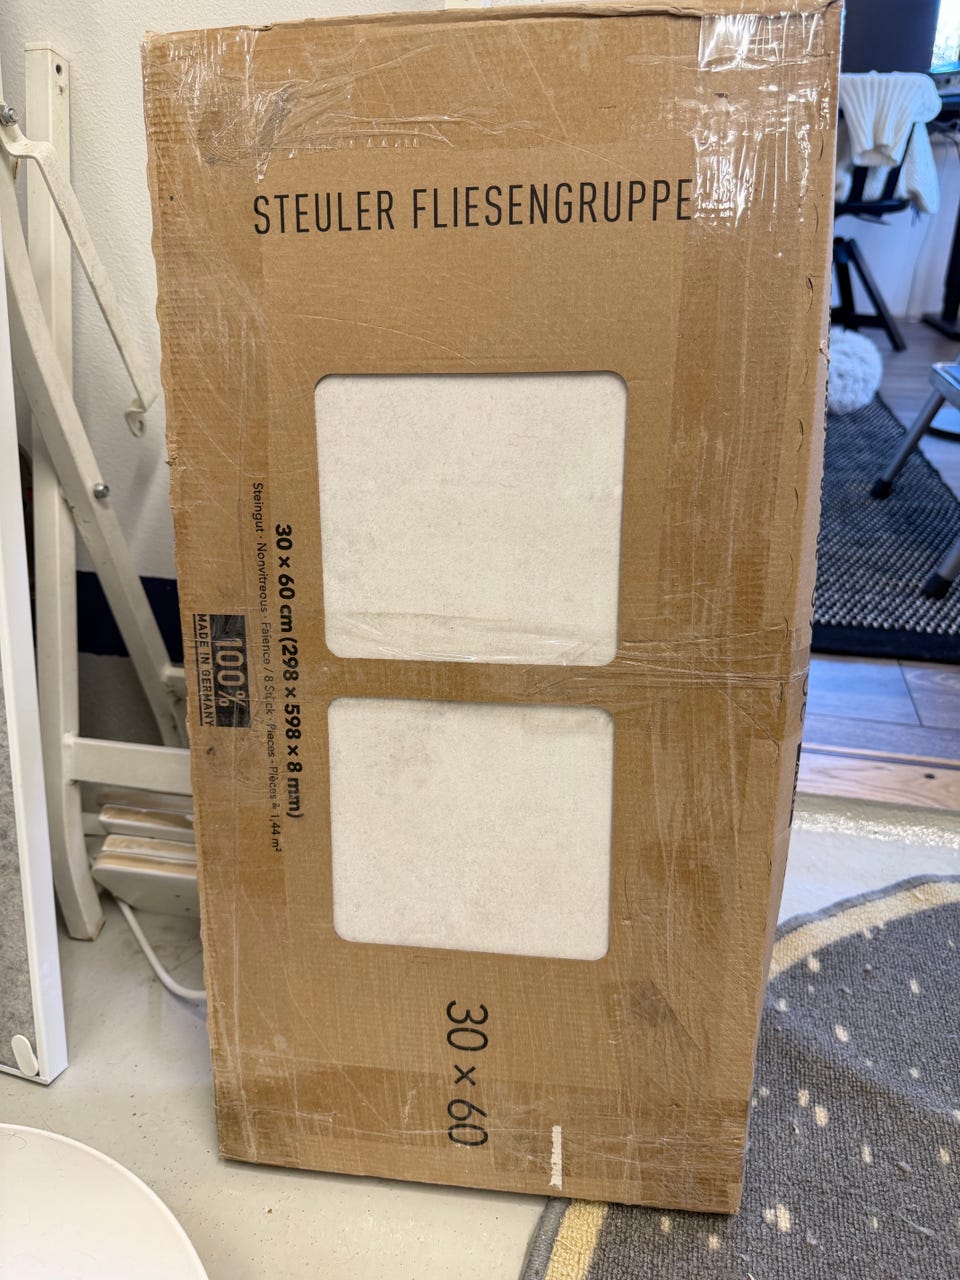 STEULER FLIESENGRUPPE
30 × 60 cm (298 × 598 × 8 mm)
Steingut · Nonvitreous · Faïence / 8 Stück · Pieces · Pièces ≙ 1,44 m²
100%
MADE IN GERMANY
30 × 60